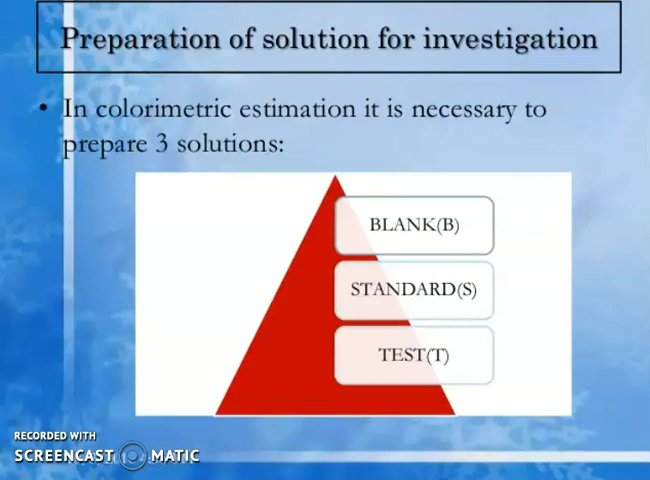 Preparation of solution for investigation
• In colorimetric estimation it is necessary to
prepare 3 solutions:
BLANK(B)
STANDARD(S)
TEST(T)
RECORDED WITH
SCREENCAST MATIC